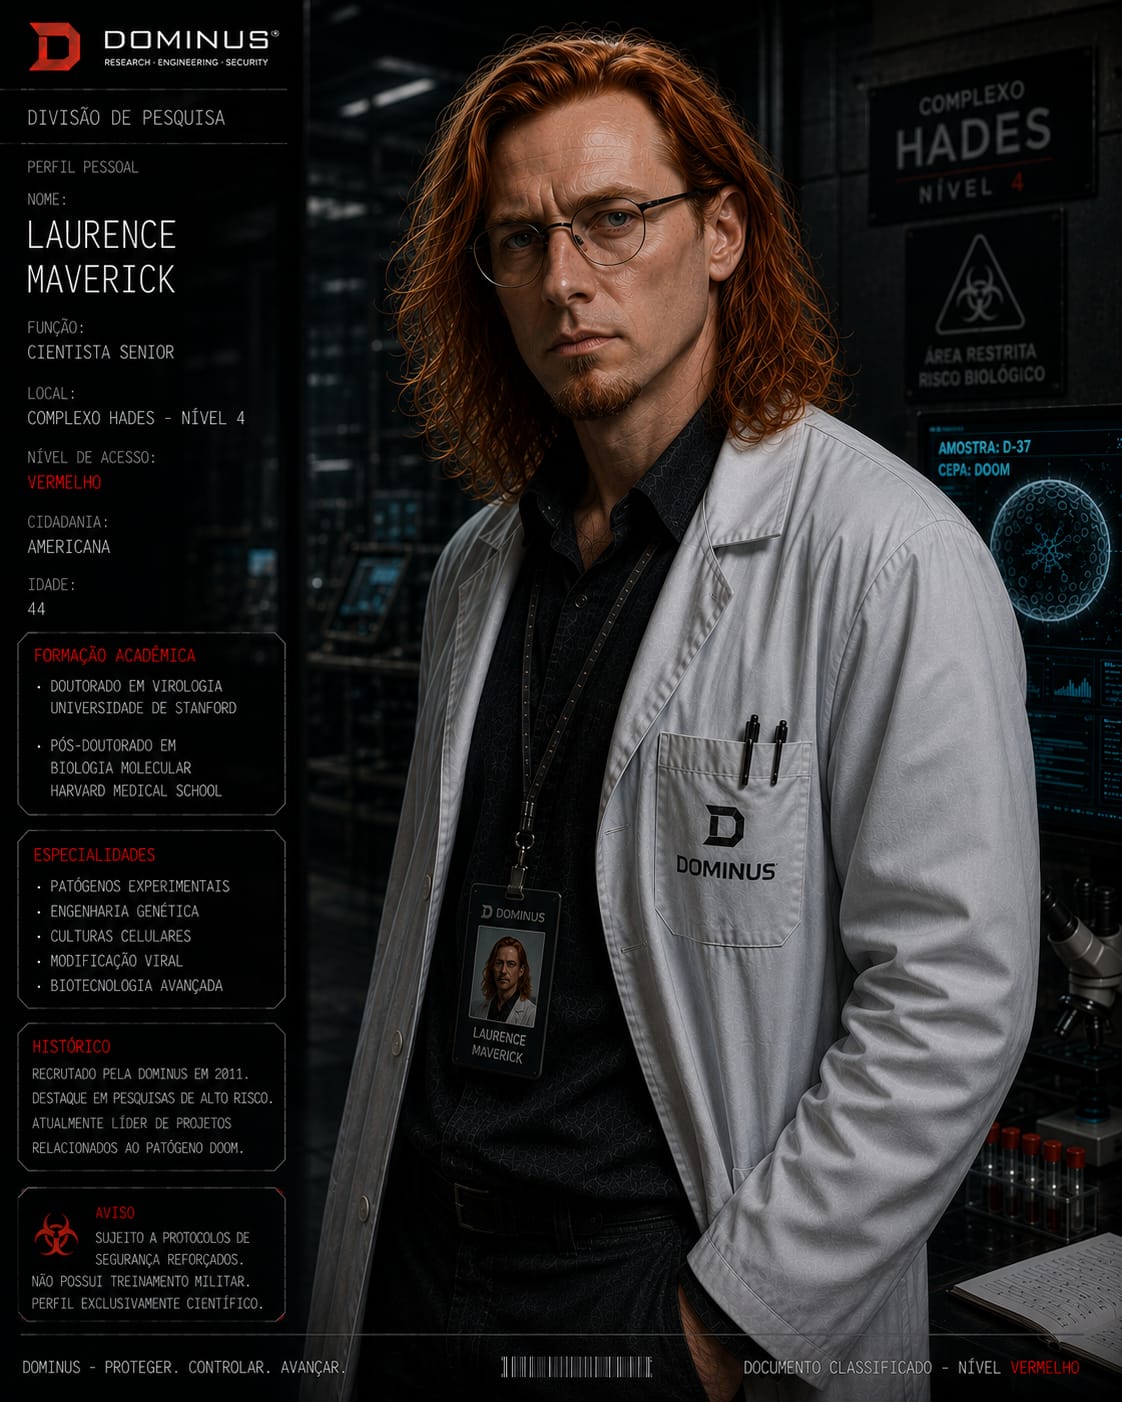 DOMINUS®
RESEARCH · ENGINEERING · SECURITY
DIVISÃO DE PESQUISA
PERFIL PESSOAL
NOME:
LAURENCE
MAVERICK
FUNÇÃO:
CIENTISTA SENIOR
LOCAL:
COMPLEXO HADES - NÍVEL 4
NÍVEL DE ACESSO:
VERMELHO
CIDADANIA:
AMERICANA
IDADE:
44
FORMAÇÃO ACADÊMICA
· DOUTORADO EM VIROLOGIA
UNIVERSIDADE DE STANFORD
· PÓS-DOUTORADO EM
BIOLOGIA MOLECULAR
HARVARD MEDICAL SCHOOL
ESPECIALIDADES
· PATÓGENOS EXPERIMENTAIS
· ENGENHARIA GENÉTICA
· CULTURAS CELULARES
· MODIFICAÇÃO VIRAL
· BIOTECNOLOGIA AVANÇADA
HISTÓRICO
RECRUTADO PELA DOMINUS EM 2011.
DESTAQUE EM PESQUISAS DE ALTO RISCO.
ATUALMENTE LÍDER DE PROJETOS
RELACIONADOS AO PATÓGENO DOOM.
AVISO
SUJEITO A PROTOCOLOS DE
SEGURANÇA REFORÇADOS.
NÃO POSSUI TREINAMENTO MILITAR.
PERFIL EXCLUSIVAMENTE CIENTÍFICO.
COMPLEXO
HADES
NÍVEL 4
ÁREA RESTRITA
RISCO BIOLÓGICO
AMOSTRA: D-37
CEPA: DOOM
D
DOMINUS
DOMINUS
LAURENCE
MAVERICK
DOMINUS - PROTEGER. CONTROLAR. AVANÇAR.
DOCUMENTO CLASSIFICADO - NÍVEL VERMELHO